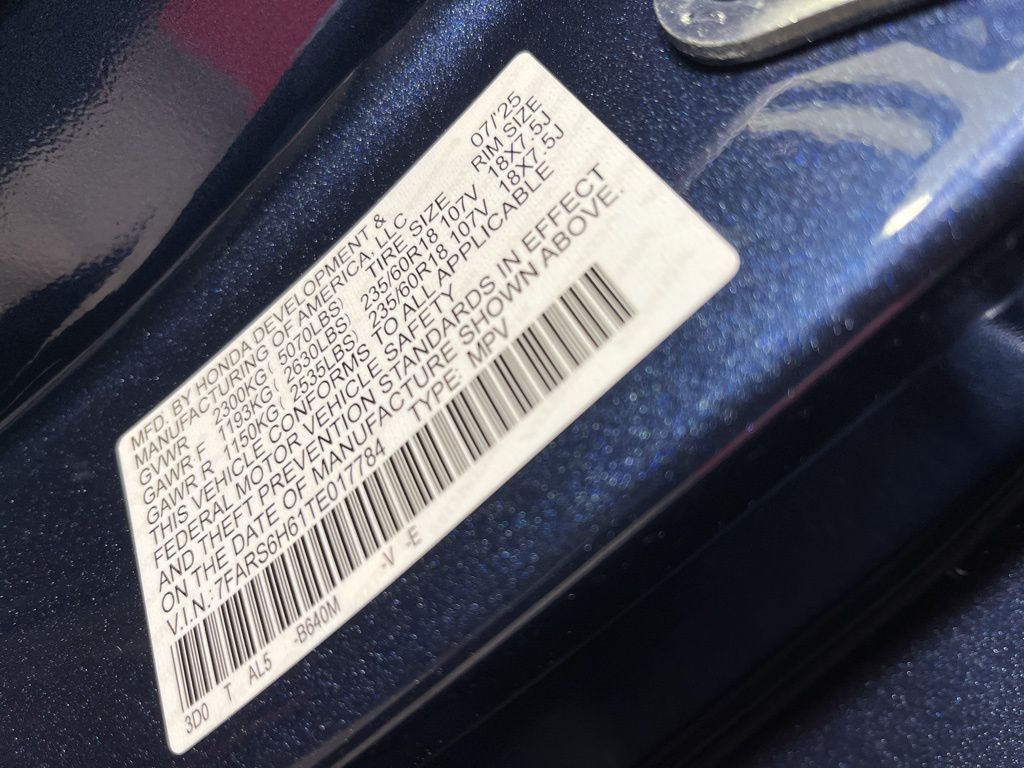 MFD. BY HONDA DEVELOPMENT &
MANUFACTURING OF AMERICA, LLC 07/'25
GVWR 2300KG( 5070LBS) TIRE SIZE RIM SIZE
GAWR F 1193KG( 2630LBS) 235/60R18 107V 18X7.5J
GAWR R 1150KG( 2535LBS) 235/60R18 107V 18X7.5J
THIS VEHICLE CONFORMS TO ALL APPLICABLE
FEDERAL MOTOR VEHICLE SAFETY
AND THEFT PREVENTION STANDARDS IN EFFECT
ON THE DATE OF MANUFACTURE SHOWN ABOVE.
V.I.N.:7FARS6H61TE017784 TYPE: MPV
3D0 T AL5 -B640M -V -E